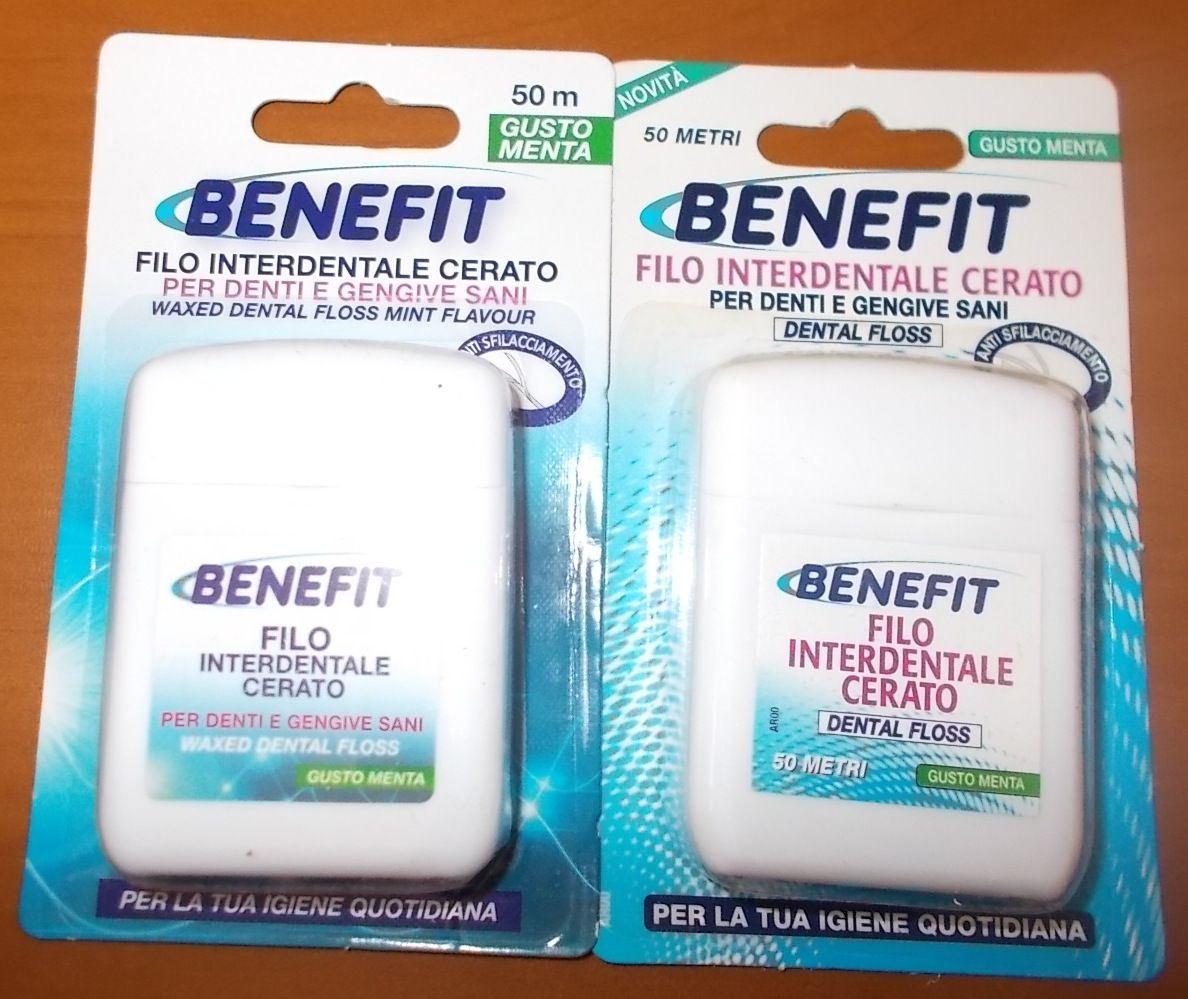 50 m
GUSTO
MENTA
BENEFIT
FILO INTERDENTALE CERATO
PER DENTI E GENGIVE SANI
WAXED DENTAL FLOSS MINT FLAVOUR
ANTI SFILACCIAMENTO
BENEFIT
FILO
INTERDENTALE
CERATO
PER DENTI E GENGIVE SANI
WAXED DENTAL FLOSS
GUSTO MENTA
PER LA TUA IGIENE QUOTIDIANA
NOVITÀ
50 METRI
GUSTO MENTA
BENEFIT
FILO INTERDENTALE CERATO
PER DENTI E GENGIVE SANI
DENTAL FLOSS
ANTI SFILACCIAMENTO
BENEFIT
FILO
INTERDENTALE
CERATO
DENTAL FLOSS
AR00
50 METRI
GUSTO MENTA
PER LA TUA IGIENE QUOTIDIANA